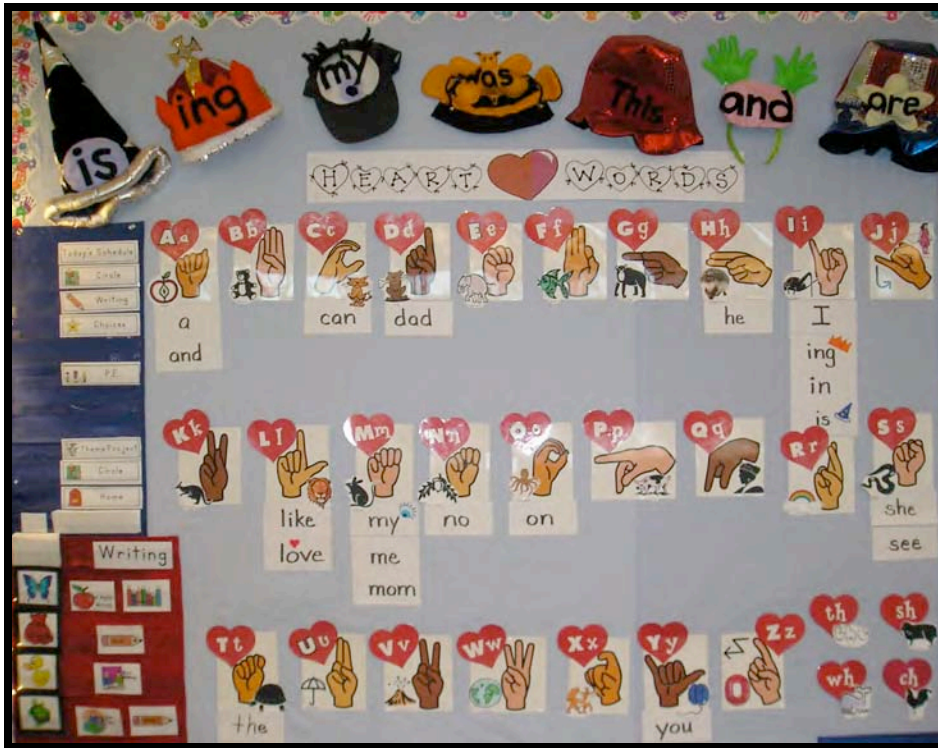 is
ing
my
was
This
and
are
HEART WORDS
Today's Schedule
Circle
Writing
Choices
P.E.
Theme Project
Circle
Home
Writing
Aa
a
and
Bb
Cc
can
Dd
dad
Ee
Ff
Gg
Hh
he
Ii
I
ing
in
is
Jj
Kk
Ll
like
love
Mm
my
me
mom
Nn
no
Oo
on
Pp
Qq
Rr
Ss
she
see
Tt
the
Uu
Vv
Ww
Xx
Yy
you
Zz
th
sh
wh
ch